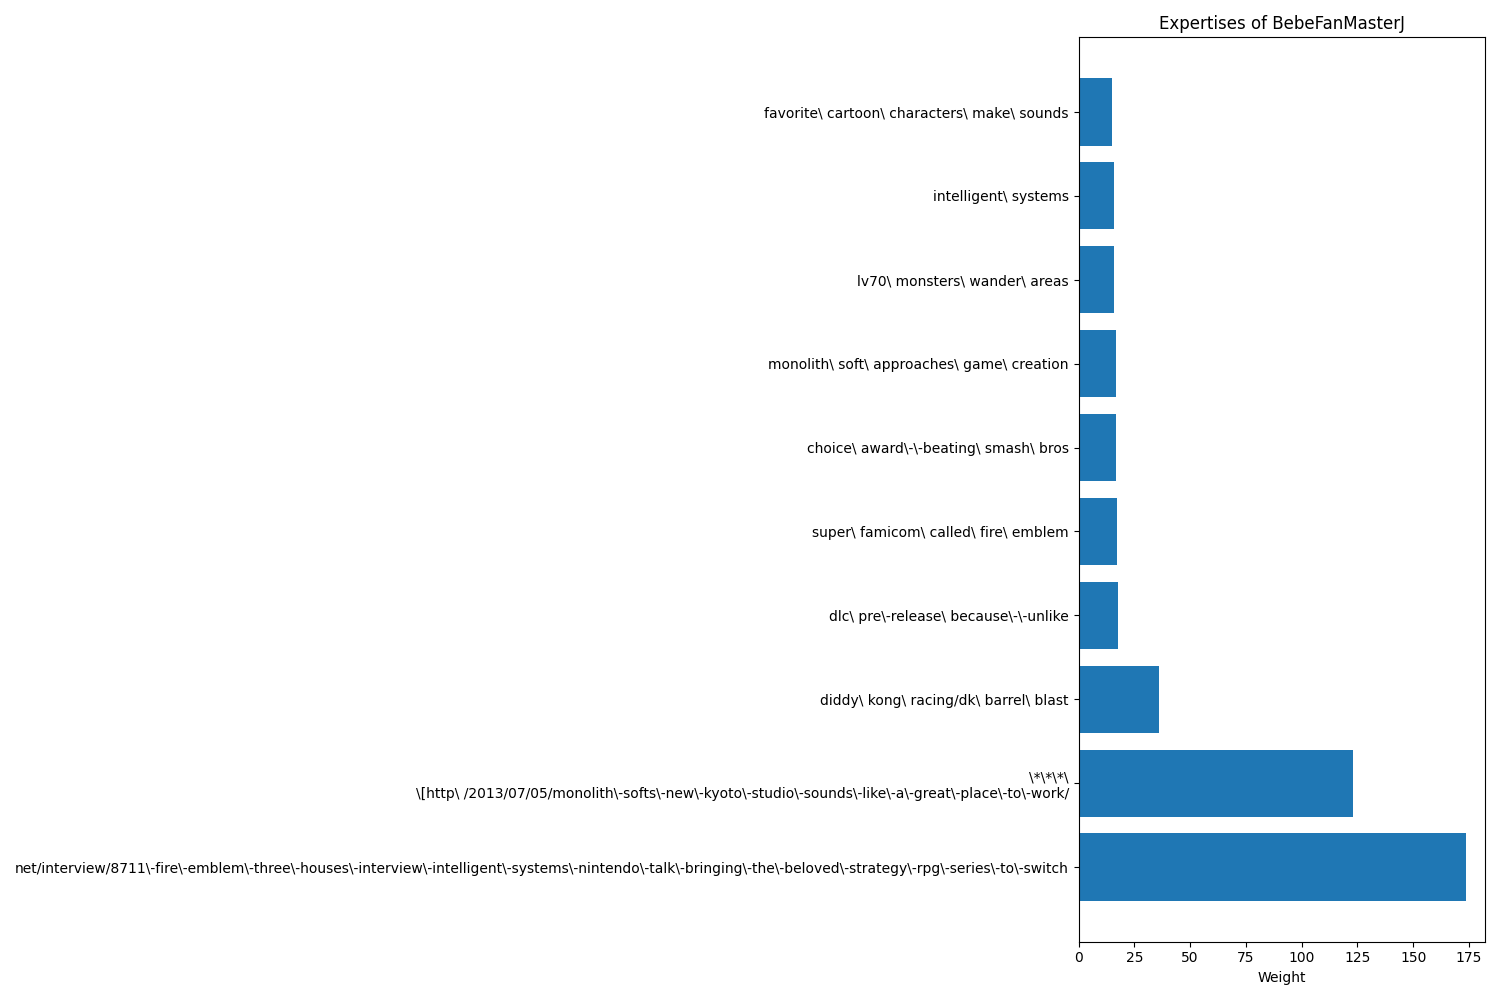 Expertises of BebeFanMasterJ
favorite\ cartoon\ characters\ make\ sounds
intelligent\ systems
lv70\ monsters\ wander\ areas
monolith\ soft\ approaches\ game\ creation
choice\ award\-\-beating\ smash\ bros
super\ famicom\ called\ fire\ emblem
dlc\ pre\-release\ because\-\-unlike
diddy\ kong\ racing/dk\ barrel\ blast
\*\*\*\
\[http\ /2013/07/05/monolith\-softs\-new\-kyoto\-studio\-sounds\-like\-a\-great\-place\-to\-work/
net/interview/8711\-fire\-emblem\-three\-houses\-interview\-intelligent\-systems\-nintendo\-talk\-bringing\-the\-beloved\-strategy\-rpg\-series\-to\-switch
0 25 50 75 100 125 150 175
Weight